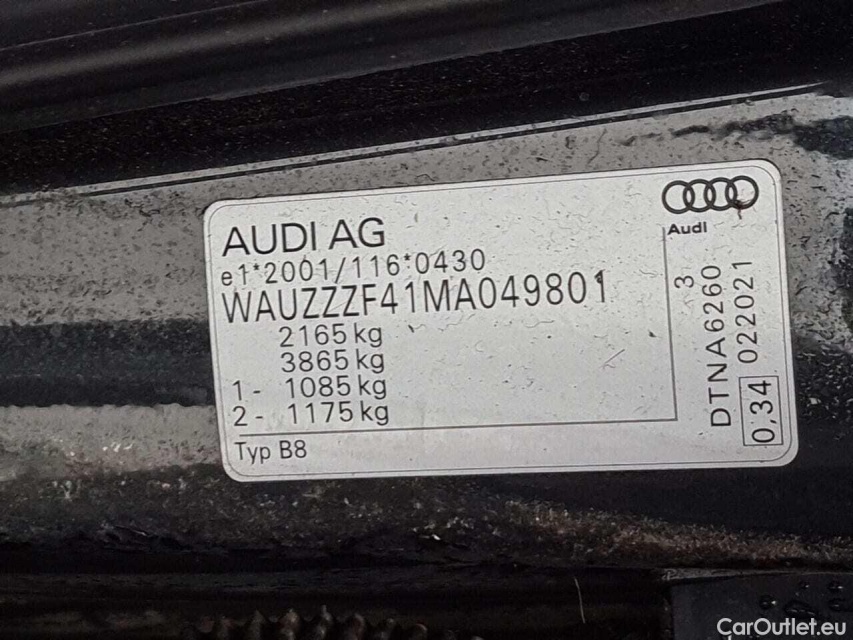 AUDI AG
e1*2001/116*0430
WAUZZZF41MA049801
2165 kg
3865 kg
1- 1085 kg
2- 1175 kg
Typ B8
Audi
3
DTNA6260
022021
0,34
CarOutlet.eu